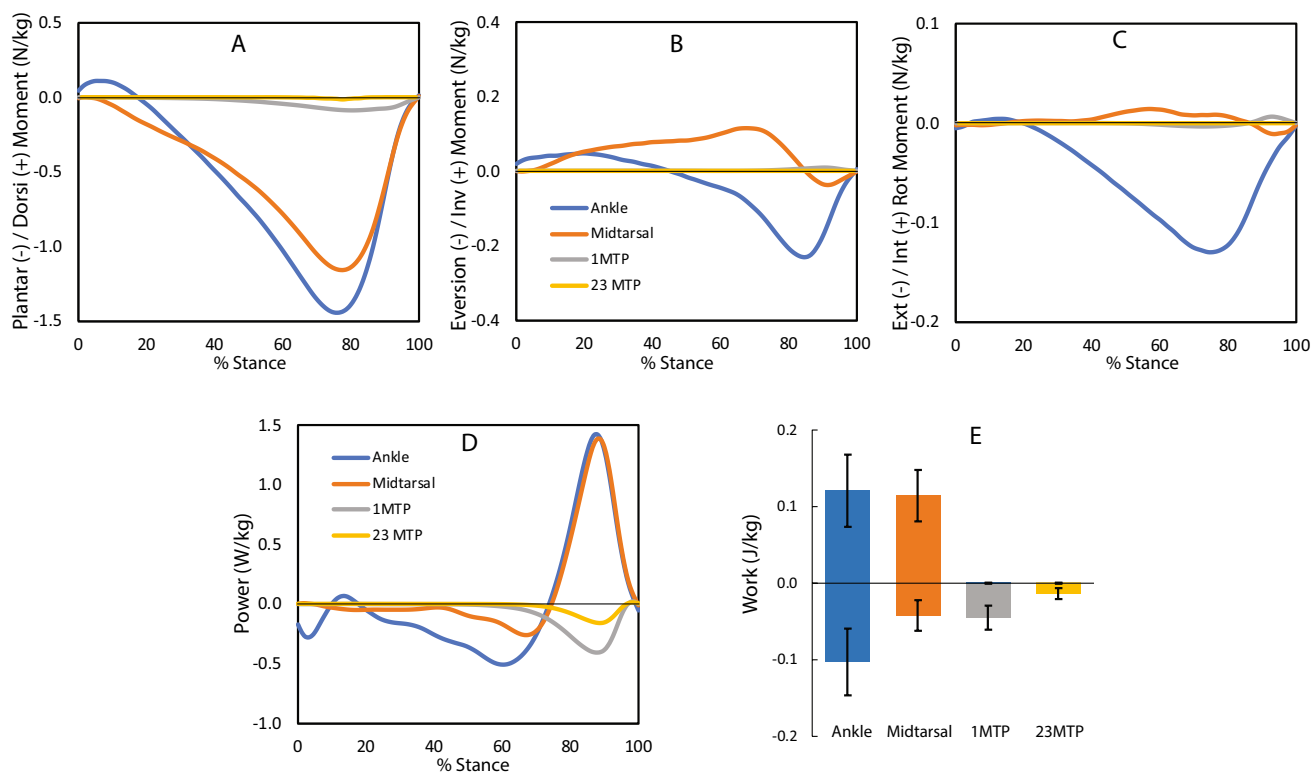 A
Plantar (-) / Dorsi (+) Moment (N/kg)
0.5
0.0
-0.5
-1.0
-1.5
0 20 40 60 80 100
% Stance
B
Eversion (-) / Inv (+) Moment (N/kg)
0.4
0.2
0.0
-0.2
-0.4
Ankle
Midtarsal
1MTP
23 MTP
0 20 40 60 80 100
% Stance
C
Ext (-) / Int (+) Rot Moment (N/kg)
0.1
0.0
-0.1
-0.2
0 20 40 60 80 100
% Stance
D
Power (W/kg)
1.5
1.0
0.5
0.0
-0.5
-1.0
Ankle
Midtarsal
1MTP
23 MTP
0 20 40 60 80 100
% Stance
E
Work (J/kg)
0.2
0.1
0.0
-0.1
-0.2
Ankle Midtarsal 1MTP 23MTP